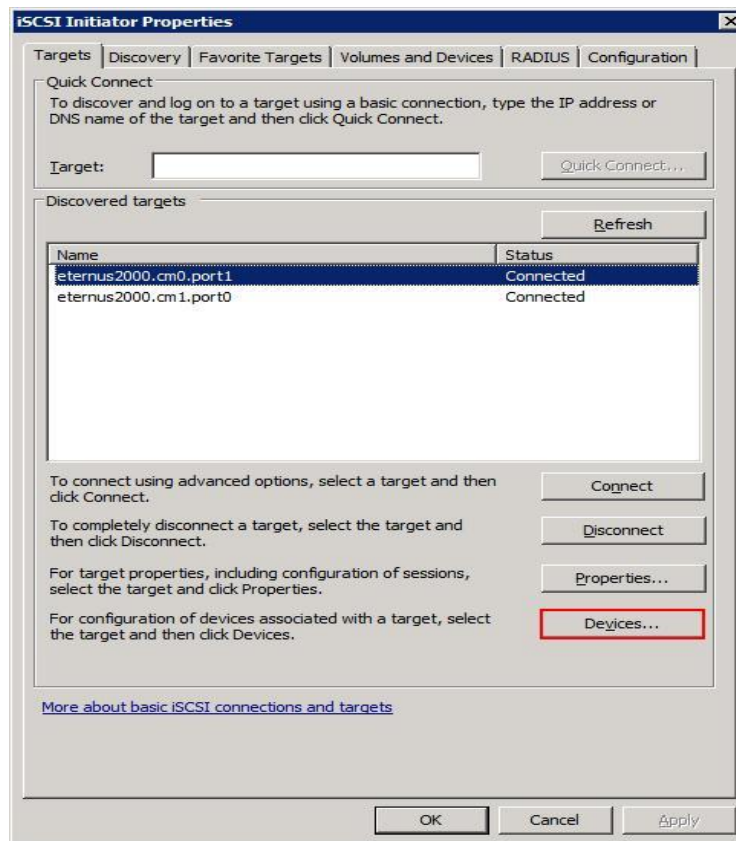 iSCSI Initiator Properties
Targets Discovery Favorite Targets Volumes and Devices RADIUS Configuration
Quick Connect
To discover and log on to a target using a basic connection, type the IP address or
DNS name of the target and then click Quick Connect.
Target: Quick Connect...
Discovered targets
Refresh
Name Status
eternus2000.cm0.port1 Connected
eternus2000.cm1.port0 Connected
To connect using advanced options, select a target and then
click Connect.
Connect
To completely disconnect a target, select the target and
then click Disconnect.
Disconnect
For target properties, including configuration of sessions,
select the target and click Properties.
Properties...
For configuration of devices associated with a target, select
the target and then click Devices.
Devices...
More about basic iSCSI connections and targets
OK Cancel Apply